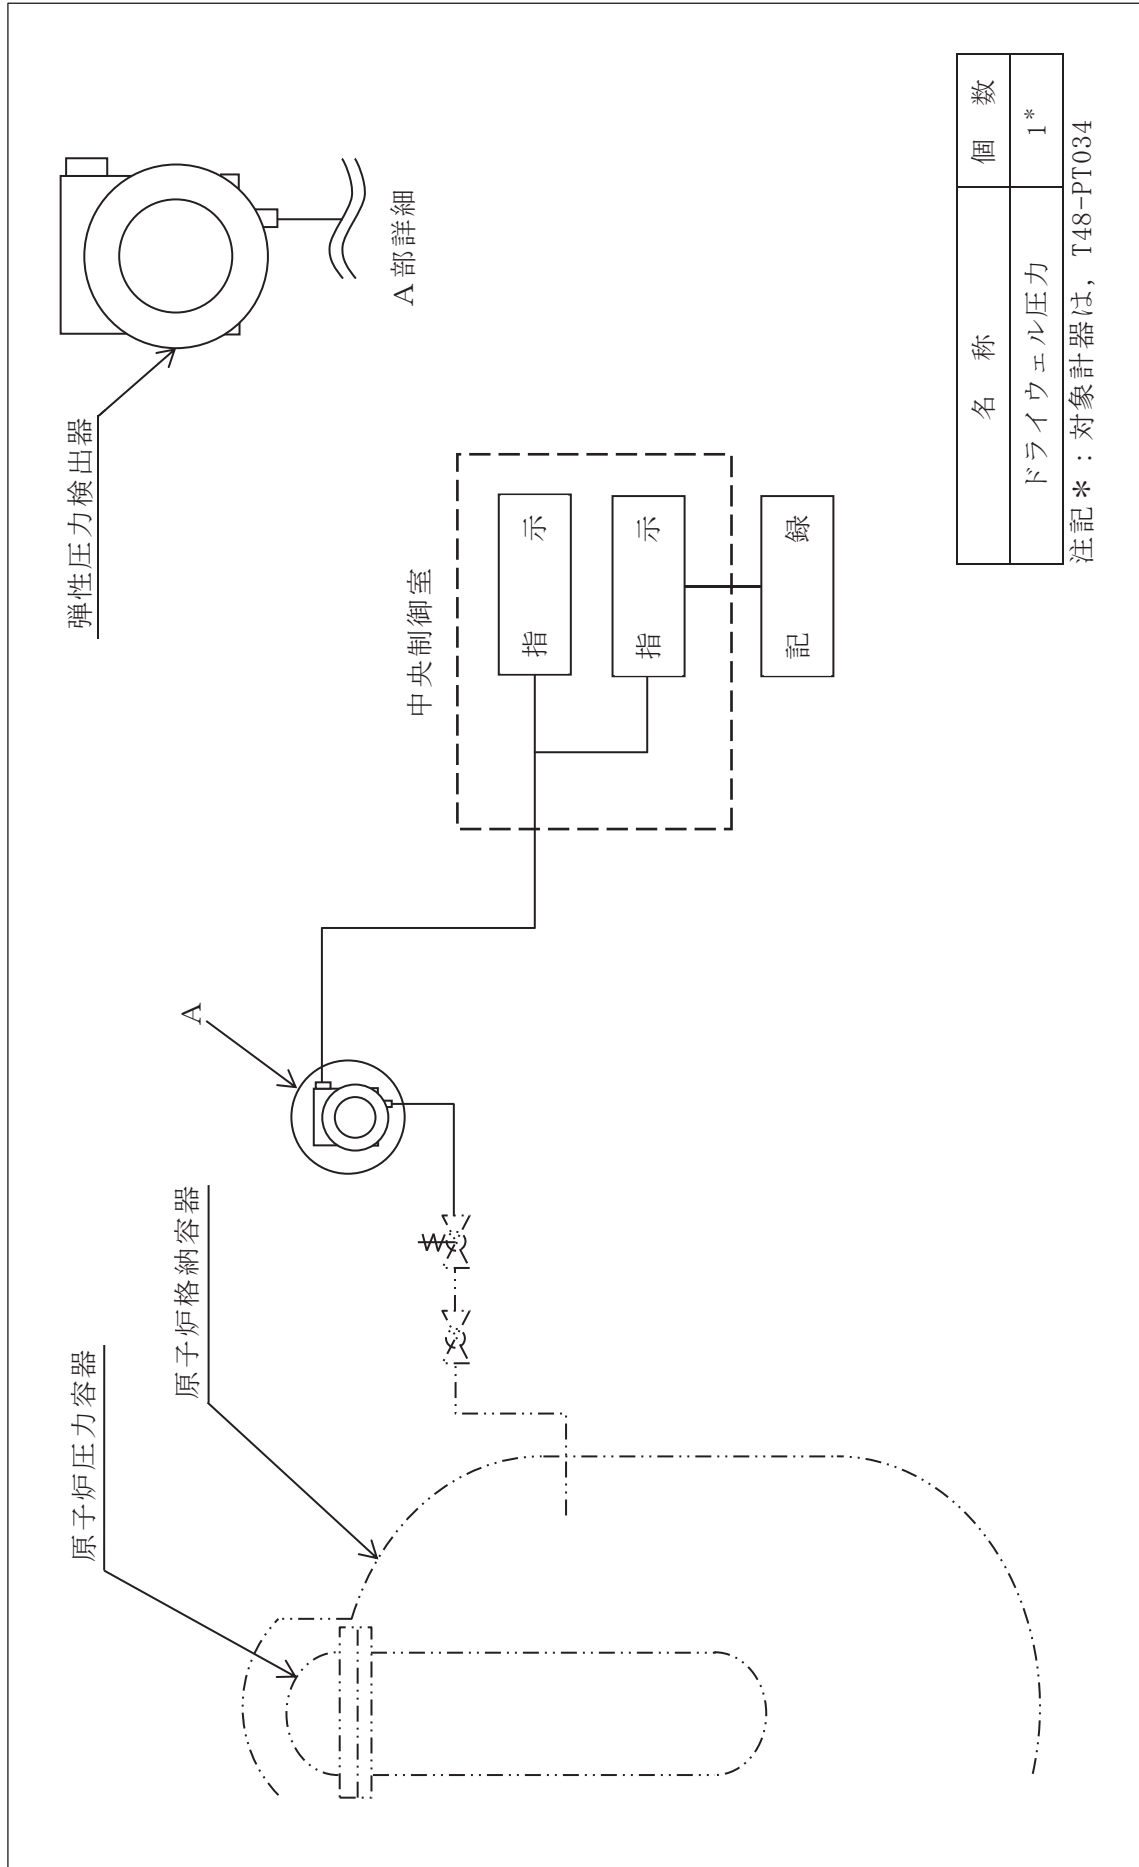 原子炉圧力容器
原子炉格納容器
A
中央制御室
指　示
指　示
記　録
弾性圧力検出器
A部詳細
名　称　個　数
ドライウェル圧力　1*
注記＊：対象計器は，T48-PT034